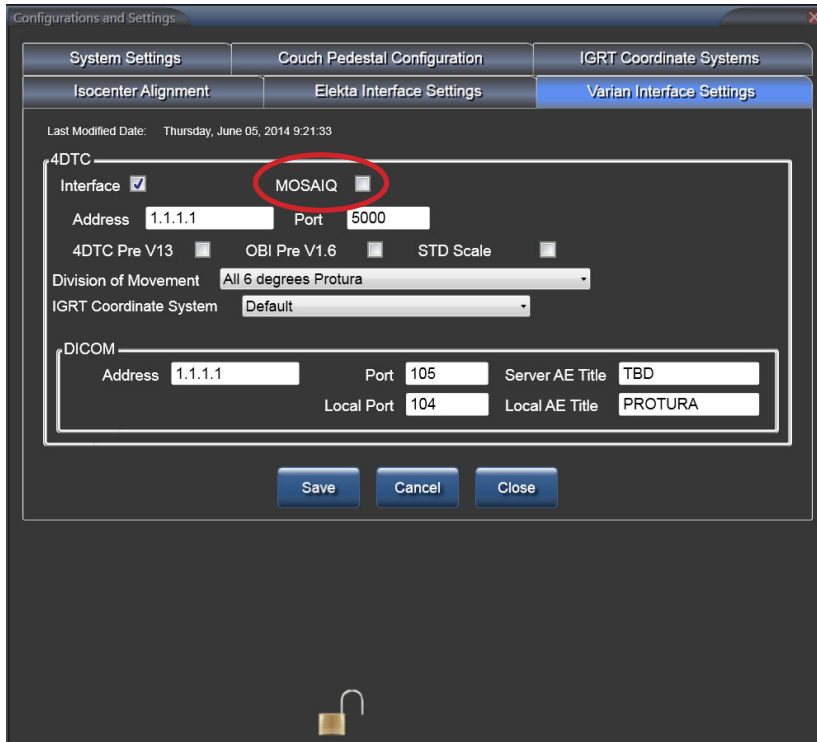 Configurations and Settings
System Settings Couch Pedestal Configuration IGRT Coordinate Systems
Isocenter Alignment Elekta Interface Settings Varian Interface Settings
Last Modified Date: Thursday, June 05, 2014 9:21:33
4DTC
Interface MOSAIQ
Address 1.1.1.1 Port 5000
4DTC Pre V13 OBI Pre V1.6 STD Scale
Division of Movement All 6 degrees Protura
IGRT Coordinate System Default
DICOM
Address 1.1.1.1 Port 105 Server AE Title TBD
Local Port 104 Local AE Title PROTURA
Save Cancel Close